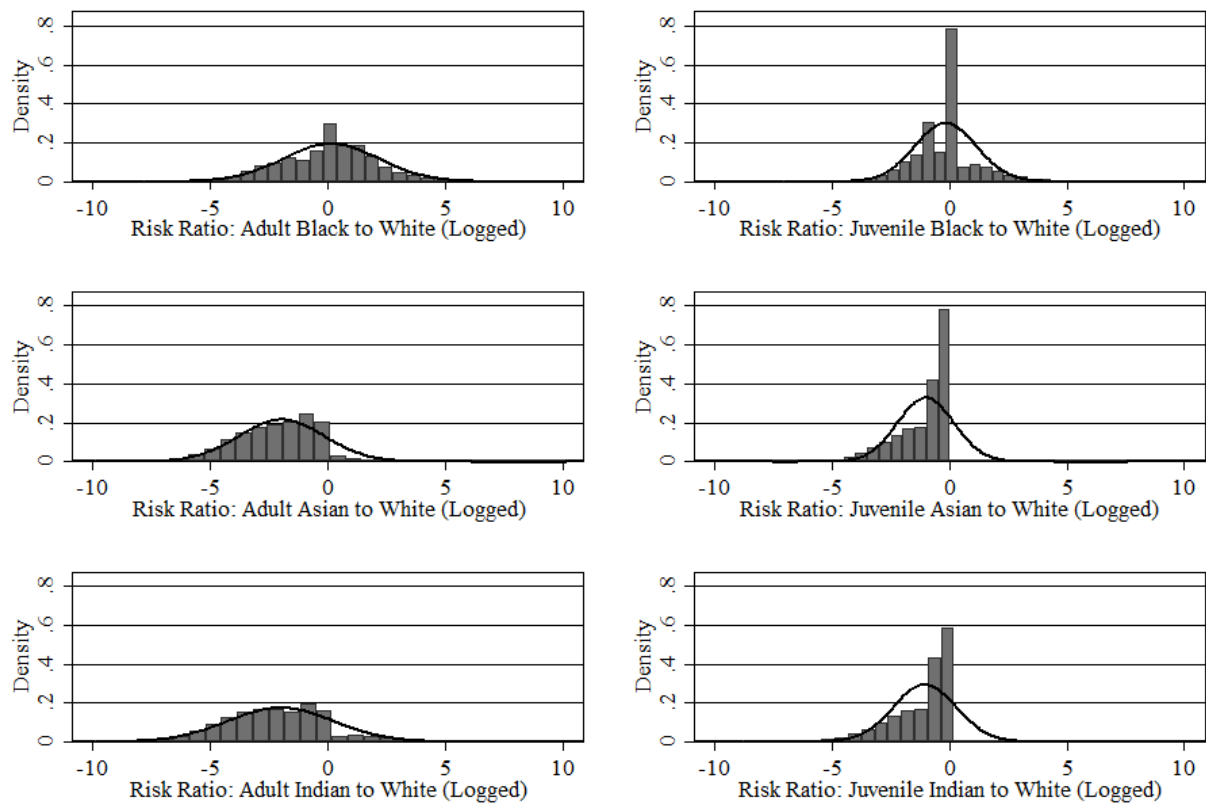 Density
0 .2 .4 .6 .8
-10 -5 0 5 10
Risk Ratio: Adult Black to White (Logged)
Density
0 .2 .4 .6 .8
-10 -5 0 5 10
Risk Ratio: Juvenile Black to White (Logged)
Density
0 .2 .4 .6 .8
-10 -5 0 5 10
Risk Ratio: Adult Asian to White (Logged)
Density
0 .2 .4 .6 .8
-10 -5 0 5 10
Risk Ratio: Juvenile Asian to White (Logged)
Density
0 .2 .4 .6 .8
-10 -5 0 5 10
Risk Ratio: Adult Indian to White (Logged)
Density
0 .2 .4 .6 .8
-10 -5 0 5 10
Risk Ratio: Juvenile Indian to White (Logged)